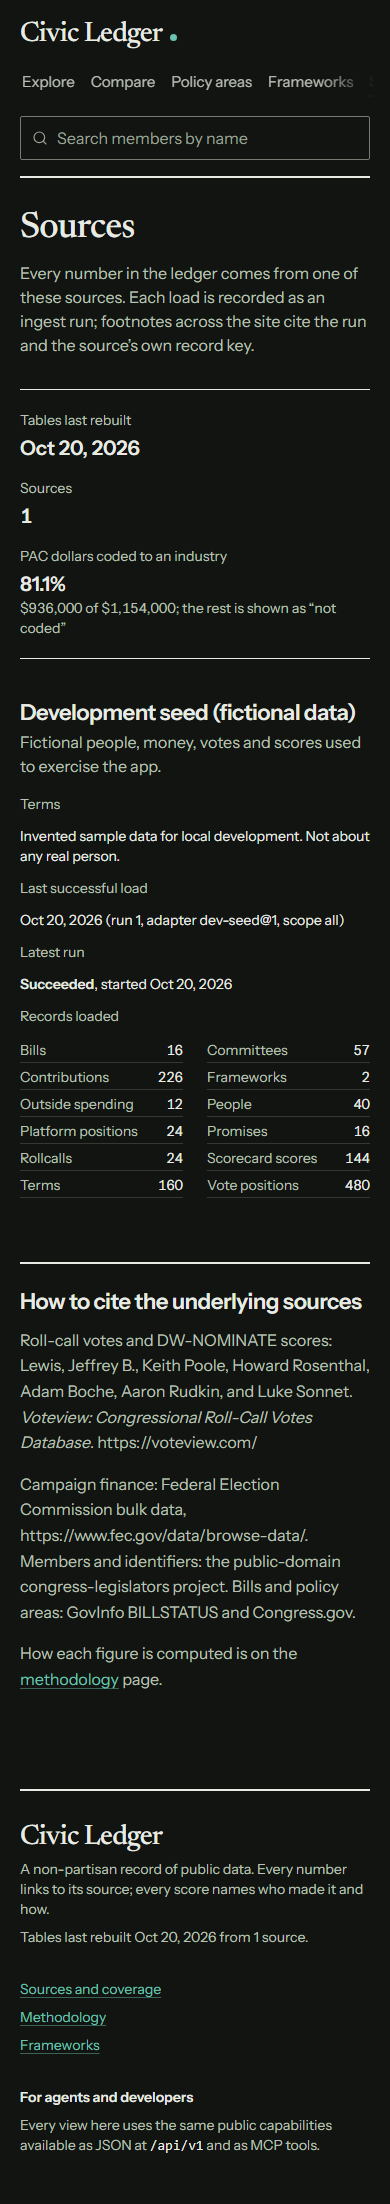 Civic Ledger
Explore Compare Policy areas Frameworks
Search members by name
Sources
Every number in the ledger comes from one of
these sources. Each load is recorded as an
ingest run; footnotes across the site cite the run
and the source’s own record key.
Tables last rebuilt
Oct 20, 2026
Sources
1
PAC dollars coded to an industry
81.1%
$936,000 of $1,154,000; the rest is shown as “not
coded”
Development seed (fictional data)
Fictional people, money, votes and scores used
to exercise the app.
Terms
Invented sample data for local development. Not about
any real person.
Last successful load
Oct 20, 2026 (run 1, adapter dev-seed@1, scope all)
Latest run
Succeeded, started Oct 20, 2026
Records loaded
Bills 16 Committees 57
Contributions 226 Frameworks 2
Outside spending 12 People 40
Platform positions 24 Promises 16
Rollcalls 24 Scorecard scores 144
Terms 160 Vote positions 480
How to cite the underlying sources
Roll-call votes and DW-NOMINATE scores:
Lewis, Jeffrey B., Keith Poole, Howard Rosenthal,
Adam Boche, Aaron Rudkin, and Luke Sonnet.
Voteview: Congressional Roll-Call Votes
Database. https://voteview.com/
Campaign finance: Federal Election
Commission bulk data,
https://www.fec.gov/data/browse-data/.
Members and identifiers: the public-domain
congress-legislators project. Bills and policy
areas: GovInfo BILLSTATUS and Congress.gov.
How each figure is computed is on the
methodology page.
Civic Ledger
A non-partisan record of public data. Every number
links to its source; every score names who made it and
how.
Tables last rebuilt Oct 20, 2026 from 1 source.
Sources and coverage
Methodology
Frameworks
For agents and developers
Every view here uses the same public capabilities
available as JSON at /api/v1 and as MCP tools.